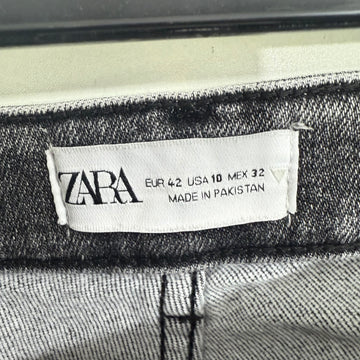 ZARA
EUR 42 USA 10 MEX 32
MADE IN PAKISTAN